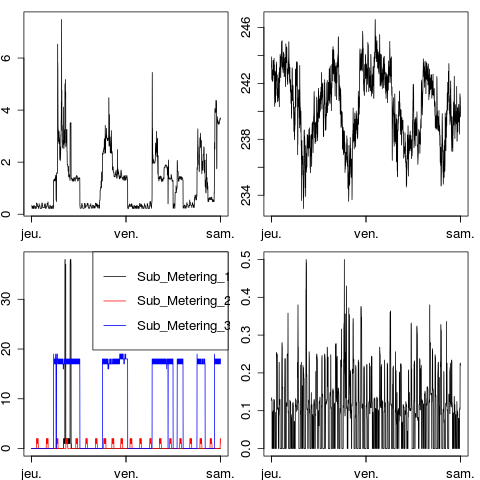 6
4
2
0
jeu. ven. sam.
246
242
238
234
jeu. ven. sam.
30
20
10
0
Sub_Metering_1
Sub_Metering_2
Sub_Metering_3
jeu. ven. sam.
0.5
0.4
0.3
0.2
0.1
0.0
jeu. ven. sam.